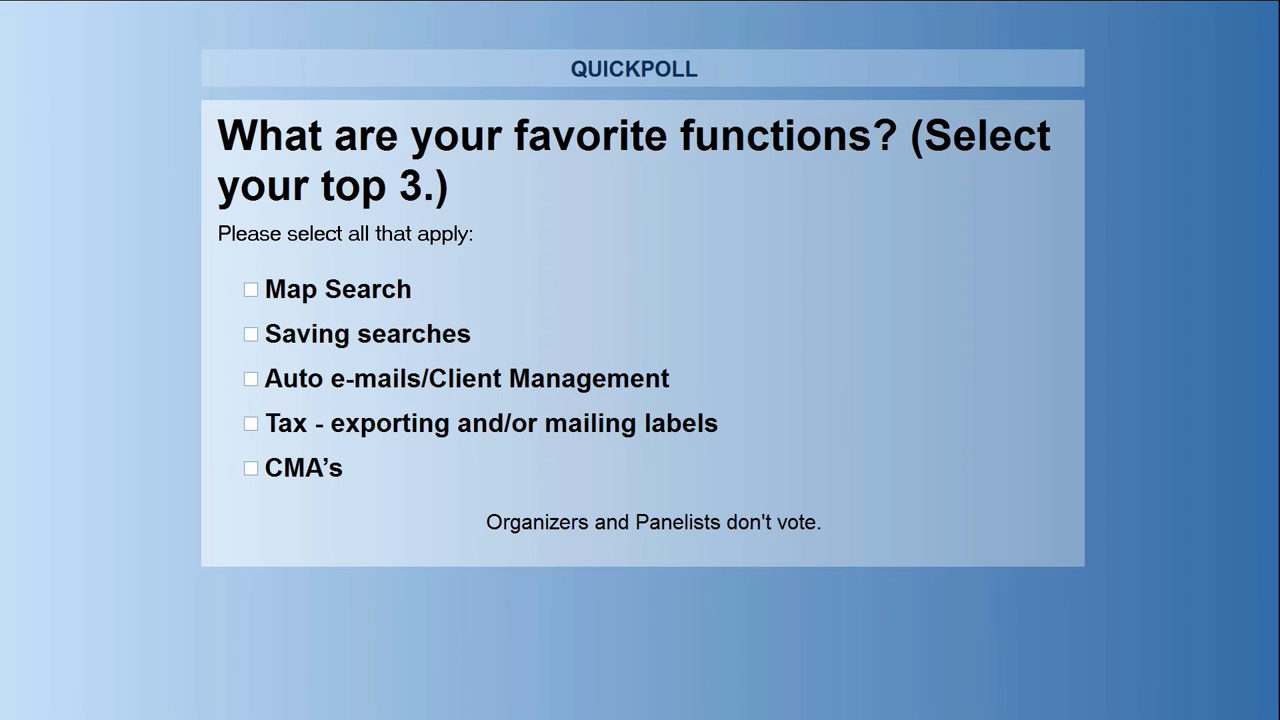 QUICKPOLL
What are your favorite functions? (Select
your top 3.)
Please select all that apply:
Map Search
Saving searches
Auto e-mails/Client Management
Tax - exporting and/or mailing labels
CMA’s
Organizers and Panelists don't vote.